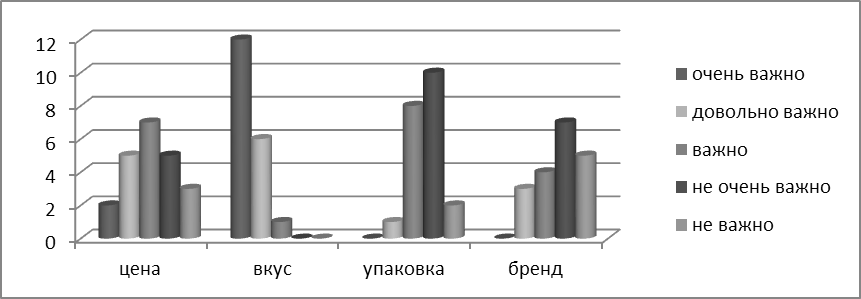 12
10
8
6
4
2
0
цена
вкус
упаковка
бренд
очень важно
довольно важно
важно
не очень важно
не важно